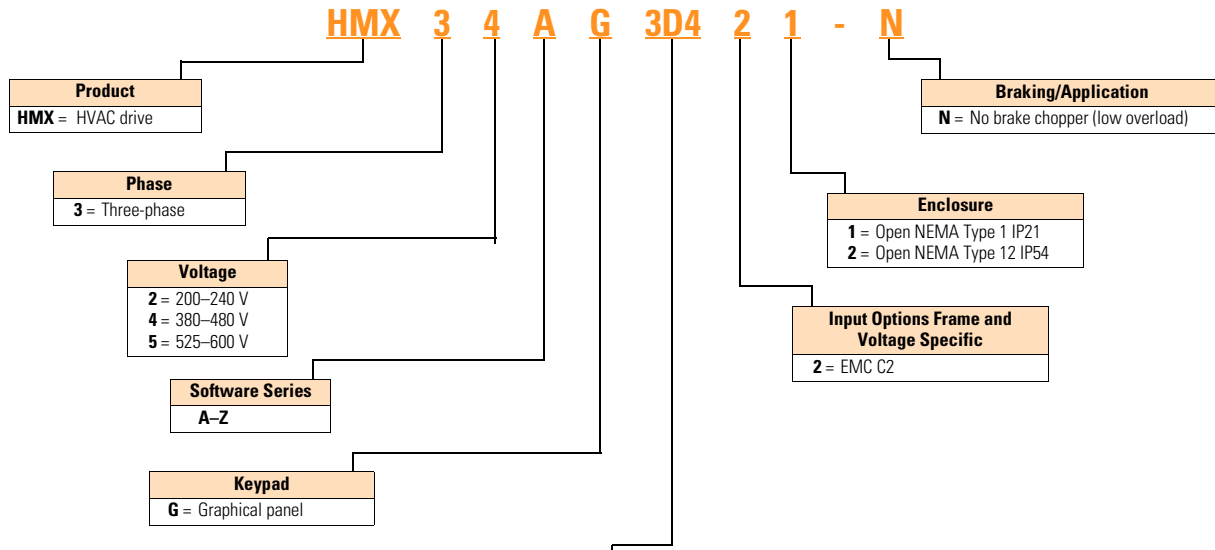 HMX 3 4 A G 3D4 2 1 - N
Product
HMX = HVAC drive
Braking/Application
N = No brake chopper (low overload)
Phase
3 = Three-phase
Enclosure
1 = Open NEMA Type 1 IP21
2 = Open NEMA Type 12 IP54
Voltage
2 = 200–240 V
4 = 380–480 V
5 = 525–600 V
Input Options Frame and
Voltage Specific
2 = EMC C2
Software Series
A–Z
Keypad
G = Graphical panel